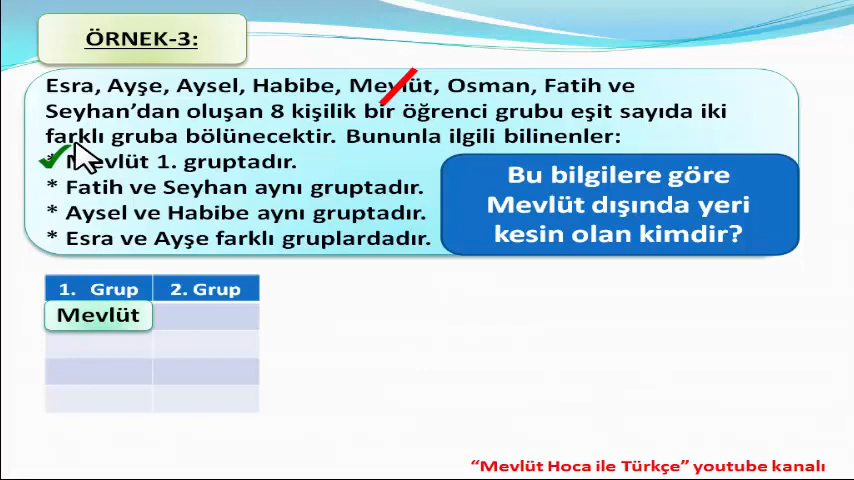 ÖRNEK-3:
Esra, Ayşe, Aysel, Habibe, Mevlüt, Osman, Fatih ve
Seyhan’dan oluşan 8 kişilik bir öğrenci grubu eşit sayıda iki
farklı gruba bölünecektir. Bununla ilgili bilinenler:
Mevlüt 1. gruptadır.
* Fatih ve Seyhan aynı gruptadır.
* Aysel ve Habibe aynı gruptadır.
* Esra ve Ayşe farklı gruplardadır.
Bu bilgilere göre
Mevlüt dışında yeri
kesin olan kimdir?
1. Grup 2. Grup
Mevlüt
“Mevlüt Hoca ile Türkçe” youtube kanalı